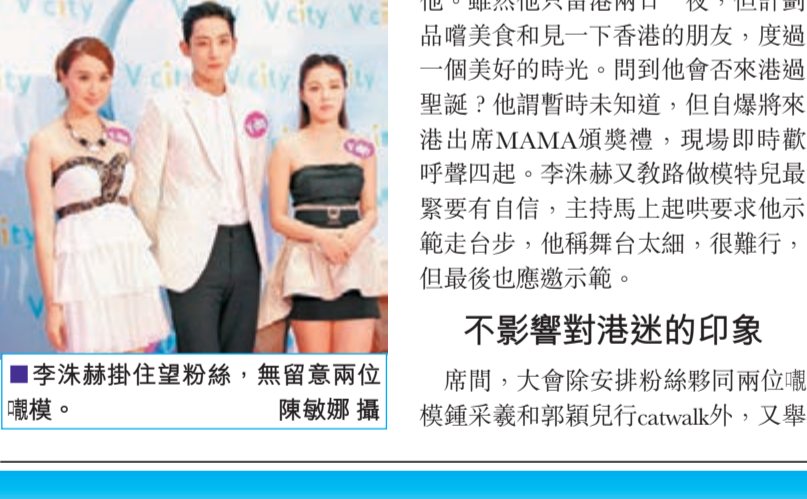 V city
V city
city
V city
V city
V city
city
他。雖然他只留港兩日一夜，但計劃
品嚐美食和見一下香港的朋友，度過
一個美好的時光。問到他會否來港過
聖誕？他謂暫時未知道，但自爆將來
港出席MAMA頒獎禮，現場即時歡
呼聲四起。李洙赫又教路做模特兒最
緊要有自信，主持馬上起哄要求他示
範走台步，他稱舞台太細，很難行，
但最後也應邀示範。
不影響對港迷的印象
席間，大會除安排粉絲夥同兩位𡃁
模鍾采羲和郭穎兒行catwalk外，又舉
■李洙赫掛住望粉絲，無留意兩位
𡃁模。 陳敏娜 攝